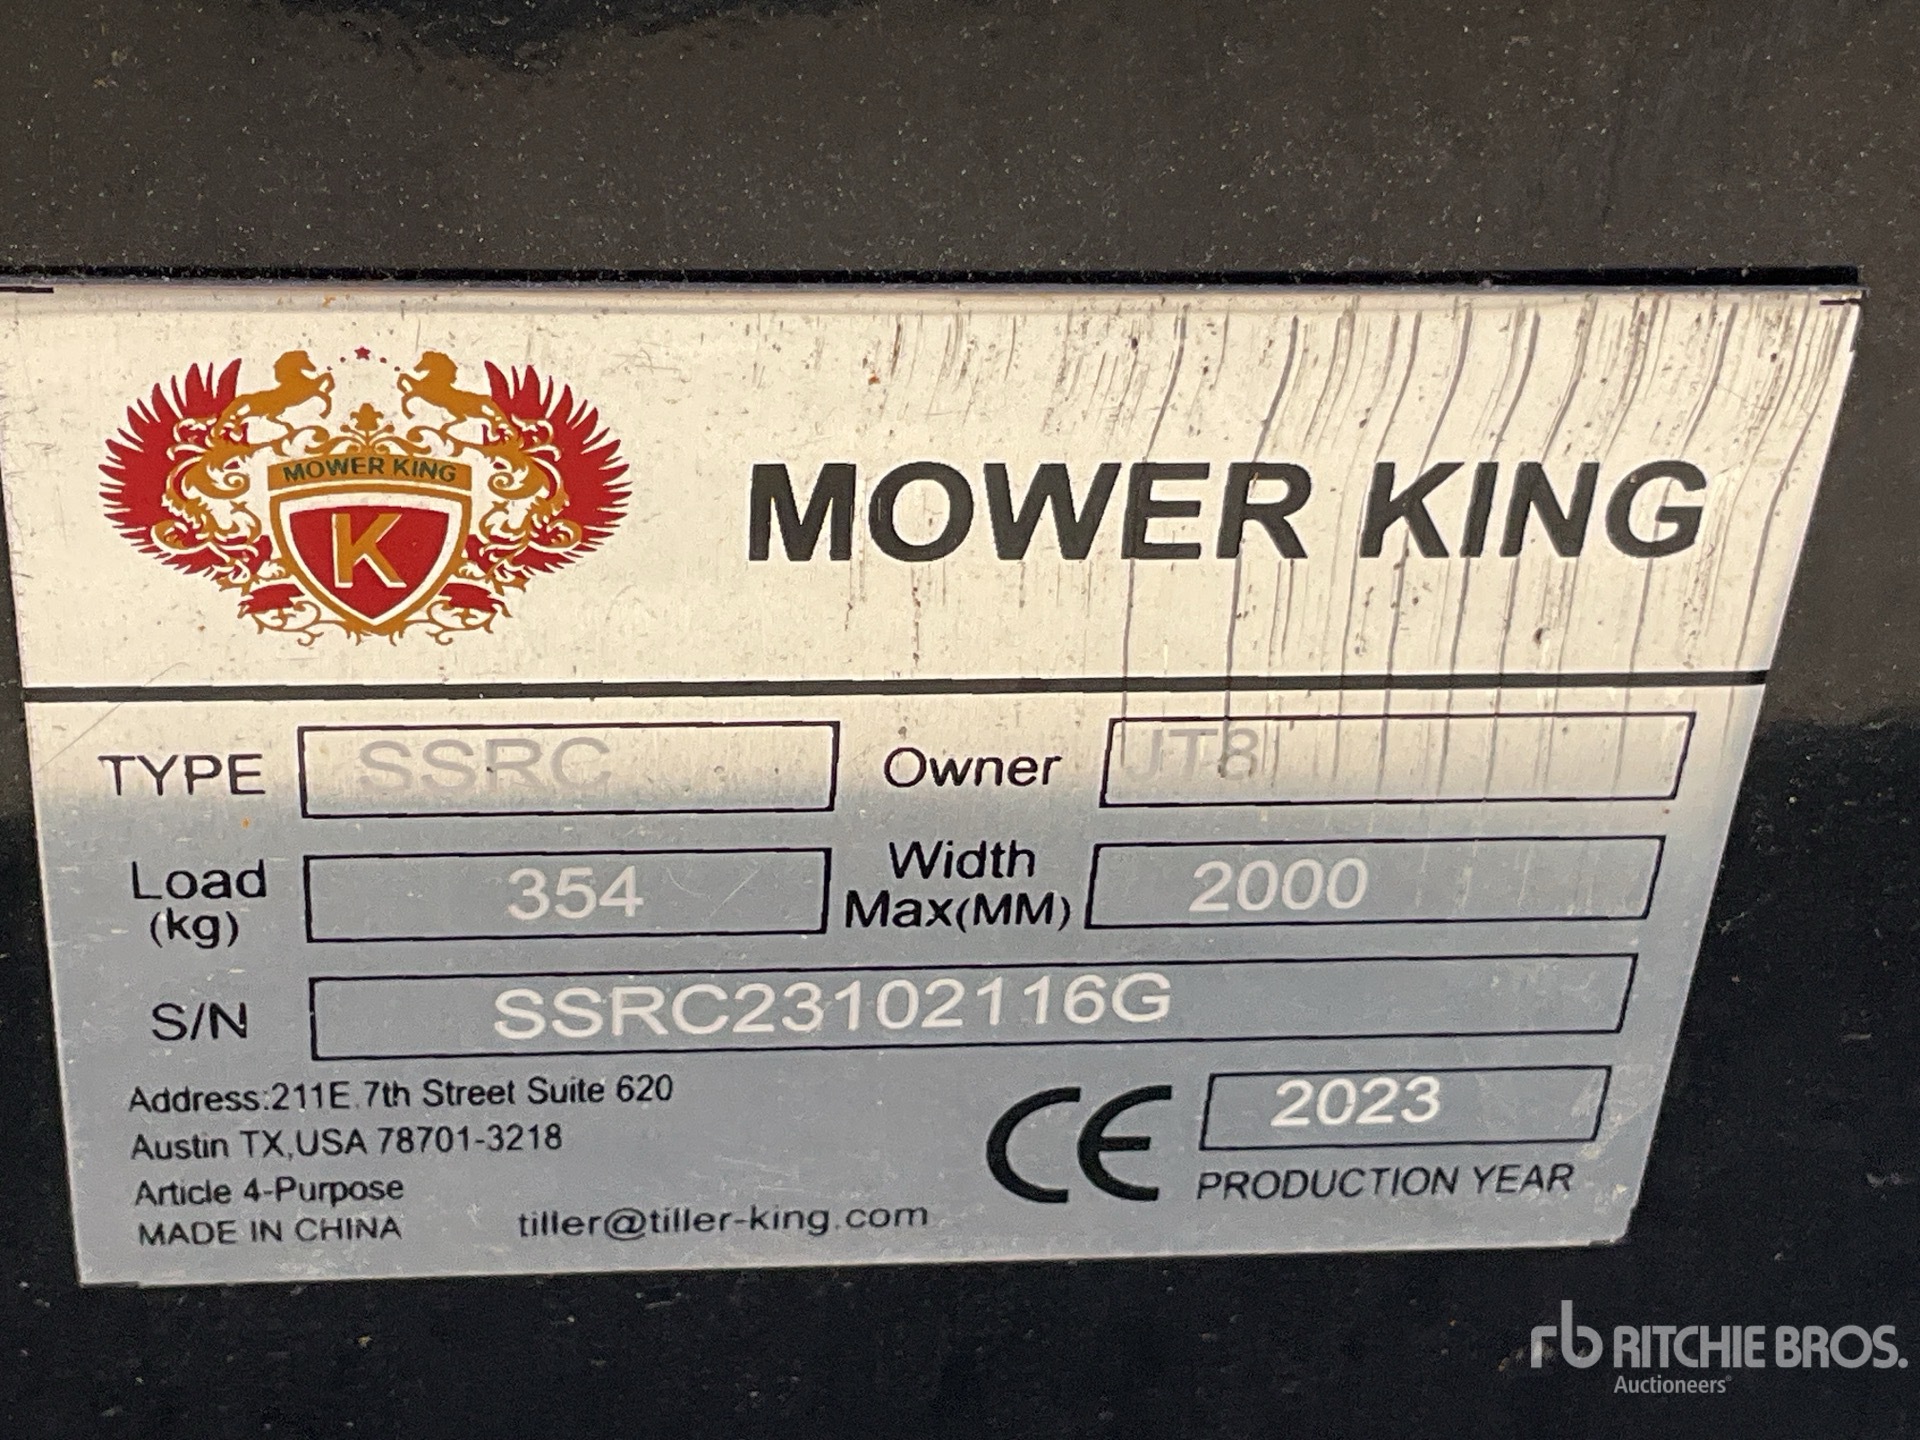 MOWER KING
K
MOWER KING
TYPE SSRC Owner JT8
Load (kg) 354 Width Max(MM) 2000
S/N SSRC23102116G
Address:211E.7th Street Suite 620
Austin TX,USA 78701-3218
Article 4-Purpose
MADE IN CHINA tiller@tiller-king.com
CE 2023
PRODUCTION YEAR
rb RITCHIE BROS.
Auctioneers